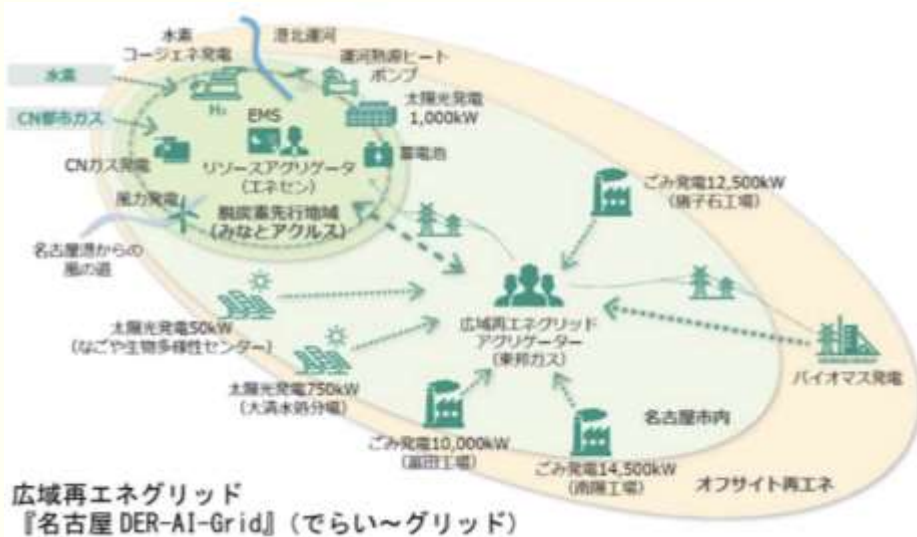 水素
コージェネ発電
港北運河
運河熱源ヒート
ポンプ
水素
H₂
太陽光発電
1,000kW
CN都市ガス
EMS
CNガス発電
リソースアグリゲータ
(エネセン)
蓄電池
風力発電
脱炭素先行地域
(みなとアクルス)
名古屋港からの
風の道
ごみ発電12,500kW
(猪子石工場)
太陽光発電50kW
(なごや生物多様性センター)
広域再エネグリッド
アグリゲーター
(東邦ガス)
太陽光発電750kW
(大清水処分場)
バイオマス発電
ごみ発電10,000kW
(富田工場)
名古屋市内
ごみ発電14,500kW
(南陽工場)
オフサイト再エネ
広域再エネグリッド
『名古屋 DER-AI-Grid』(でらい～グリッド)